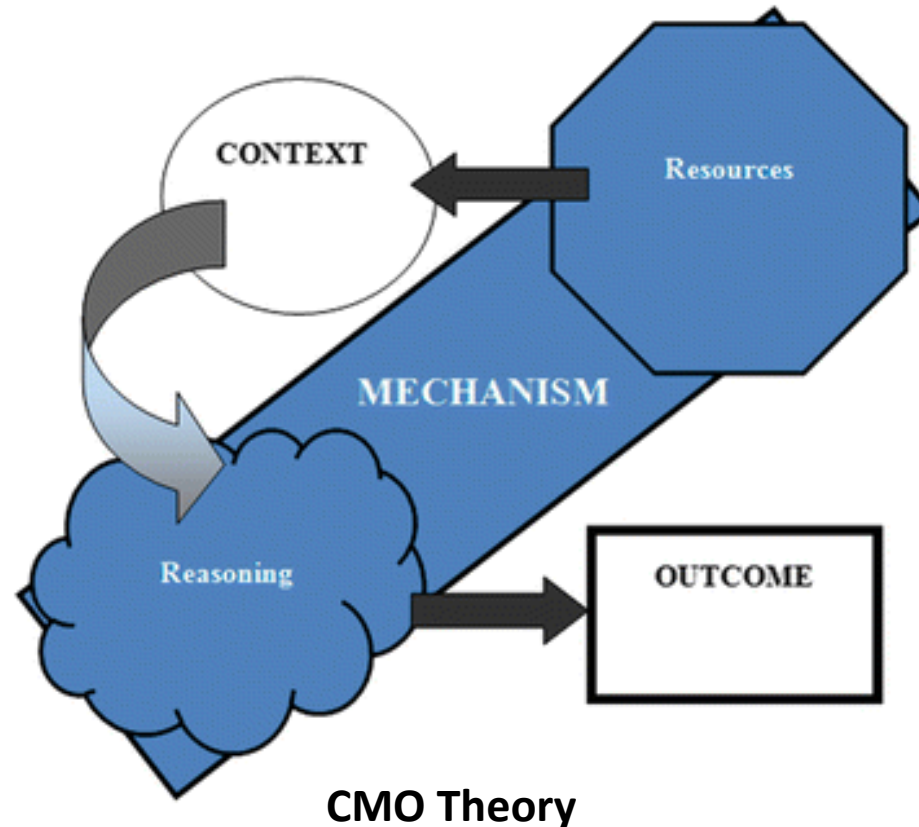 CONTEXT
Resources
MECHANISM
Reasoning
OUTCOME
CMO Theory